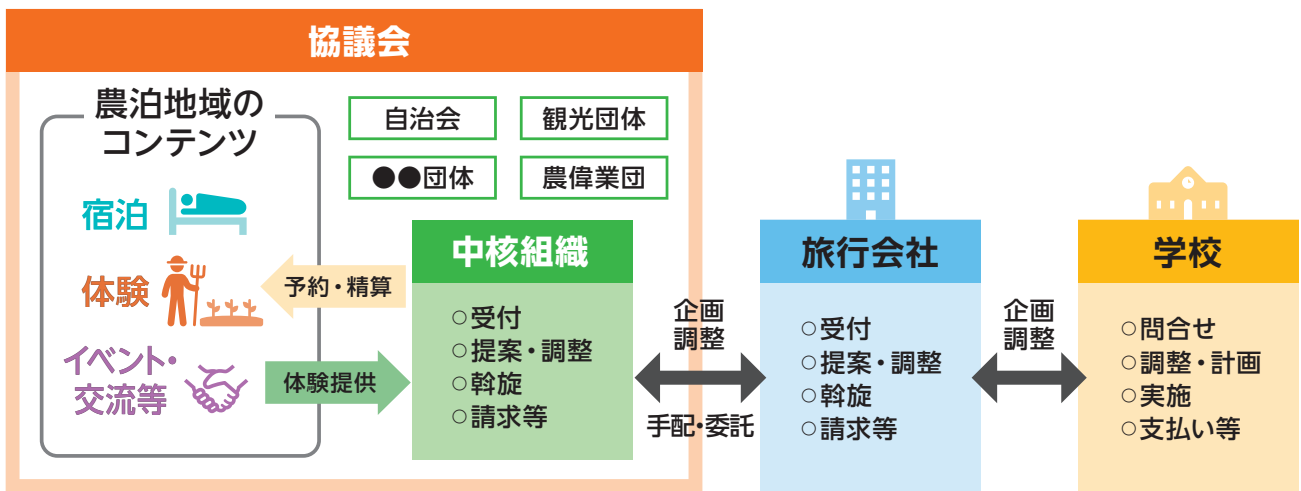 協議会
農泊地域の
コンテンツ
宿泊
体験
イベント・
交流等
自治会
観光団体
●●団体
農偉業団
予約・精算
体験提供
中核組織
○受付
○提案・調整
○斡旋
○請求等
企画
調整
手配・委託
旅行会社
○受付
○提案・調整
○斡旋
○請求等
企画
調整
学校
○問合せ
○調整・計画
○実施
○支払い等